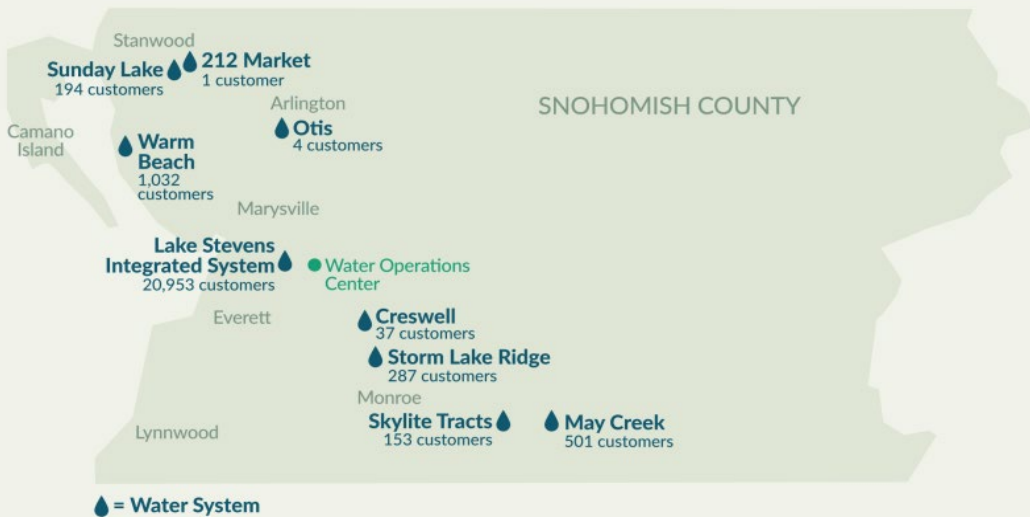 Stanwood
Sunday Lake
194 customers
212 Market
1 customer
Arlington
Otis
4 customers
SNOHOMISH COUNTY
Camano
Island
Warm
Beach
1,032
customers
Marysville
Lake Stevens
Integrated System
20,953 customers
Water Operations
Center
Everett
Creswell
37 customers
Storm Lake Ridge
287 customers
Monroe
Skylite Tracts
153 customers
May Creek
501 customers
Lynnwood
= Water System